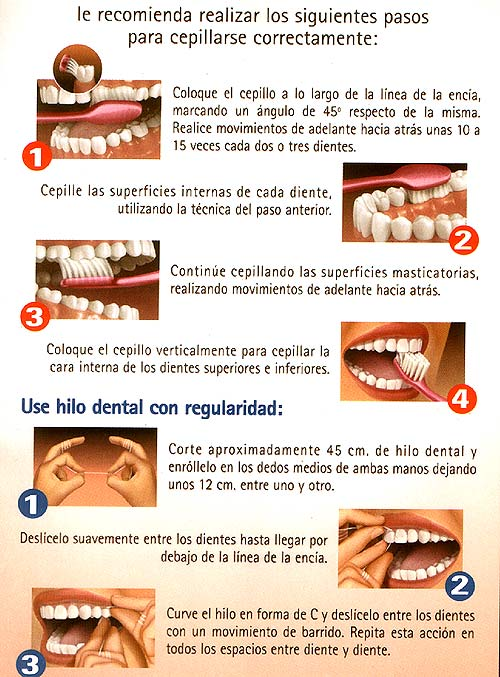 le recomienda realizar los siguientes pasos
para cepillarse correctamente:
Coloque el cepillo a lo largo de la línea de la encía,
marcando un ángulo de 45º respecto de la misma.
Realice movimientos de adelante hacia atrás unas 10 a
15 veces cada dos o tres dientes.
1
Cepille las superficies internas de cada diente,
utilizando la técnica del paso anterior.
2
Continúe cepillando las superficies masticatorias,
realizando movimientos de adelante hacia atrás.
3
Coloque el cepillo verticalmente para cepillar la
cara interna de los dientes superiores e inferiores.
4
Use hilo dental con regularidad:
Corte aproximadamente 45 cm. de hilo dental y
enróllelo en los dedos medios de ambas manos dejando
unos 12 cm. entre uno y otro.
1
Deslícelo suavemente entre los dientes hasta llegar por
debajo de la línea de la encía.
2
Curve el hilo en forma de C y deslícelo entre los dientes
con un movimiento de barrido. Repita esta acción en
todos los espacios entre diente y diente.
3